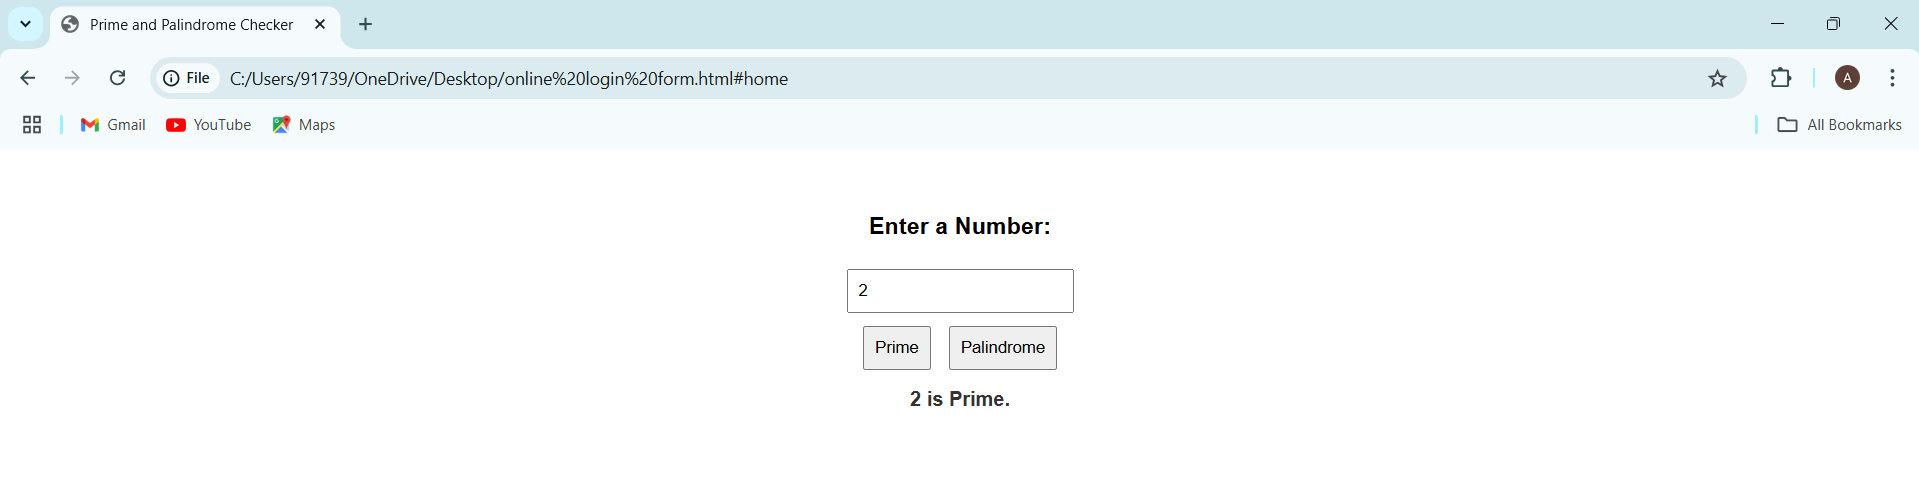 Prime and Palindrome Checker
File C:/Users/91739/OneDrive/Desktop/online%20login%20form.html#home
A
Gmail YouTube Maps All Bookmarks
Enter a Number:
2
Prime Palindrome
2 is Prime.